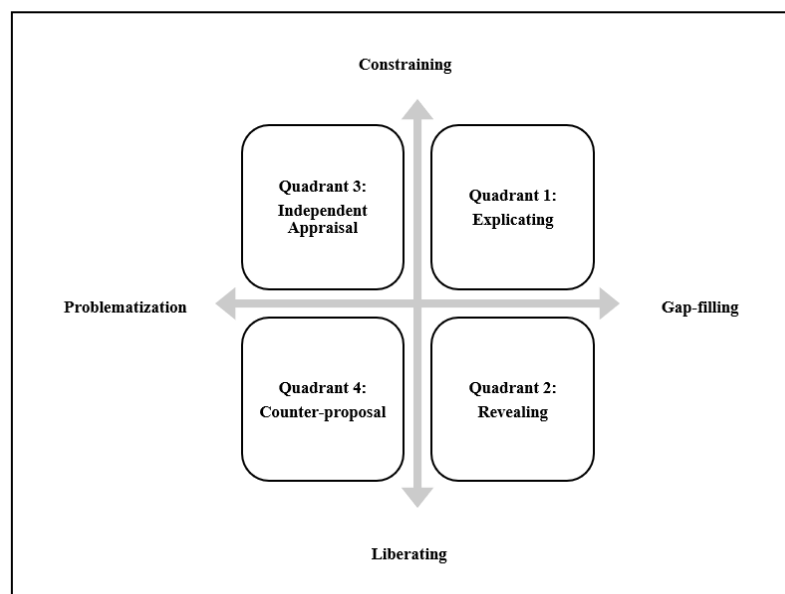 Constraining
Quadrant 3:
Independent
Appraisal
Quadrant 1:
Explicating
Problematization
Gap-filling
Quadrant 4:
Counter-proposal
Quadrant 2:
Revealing
Liberating